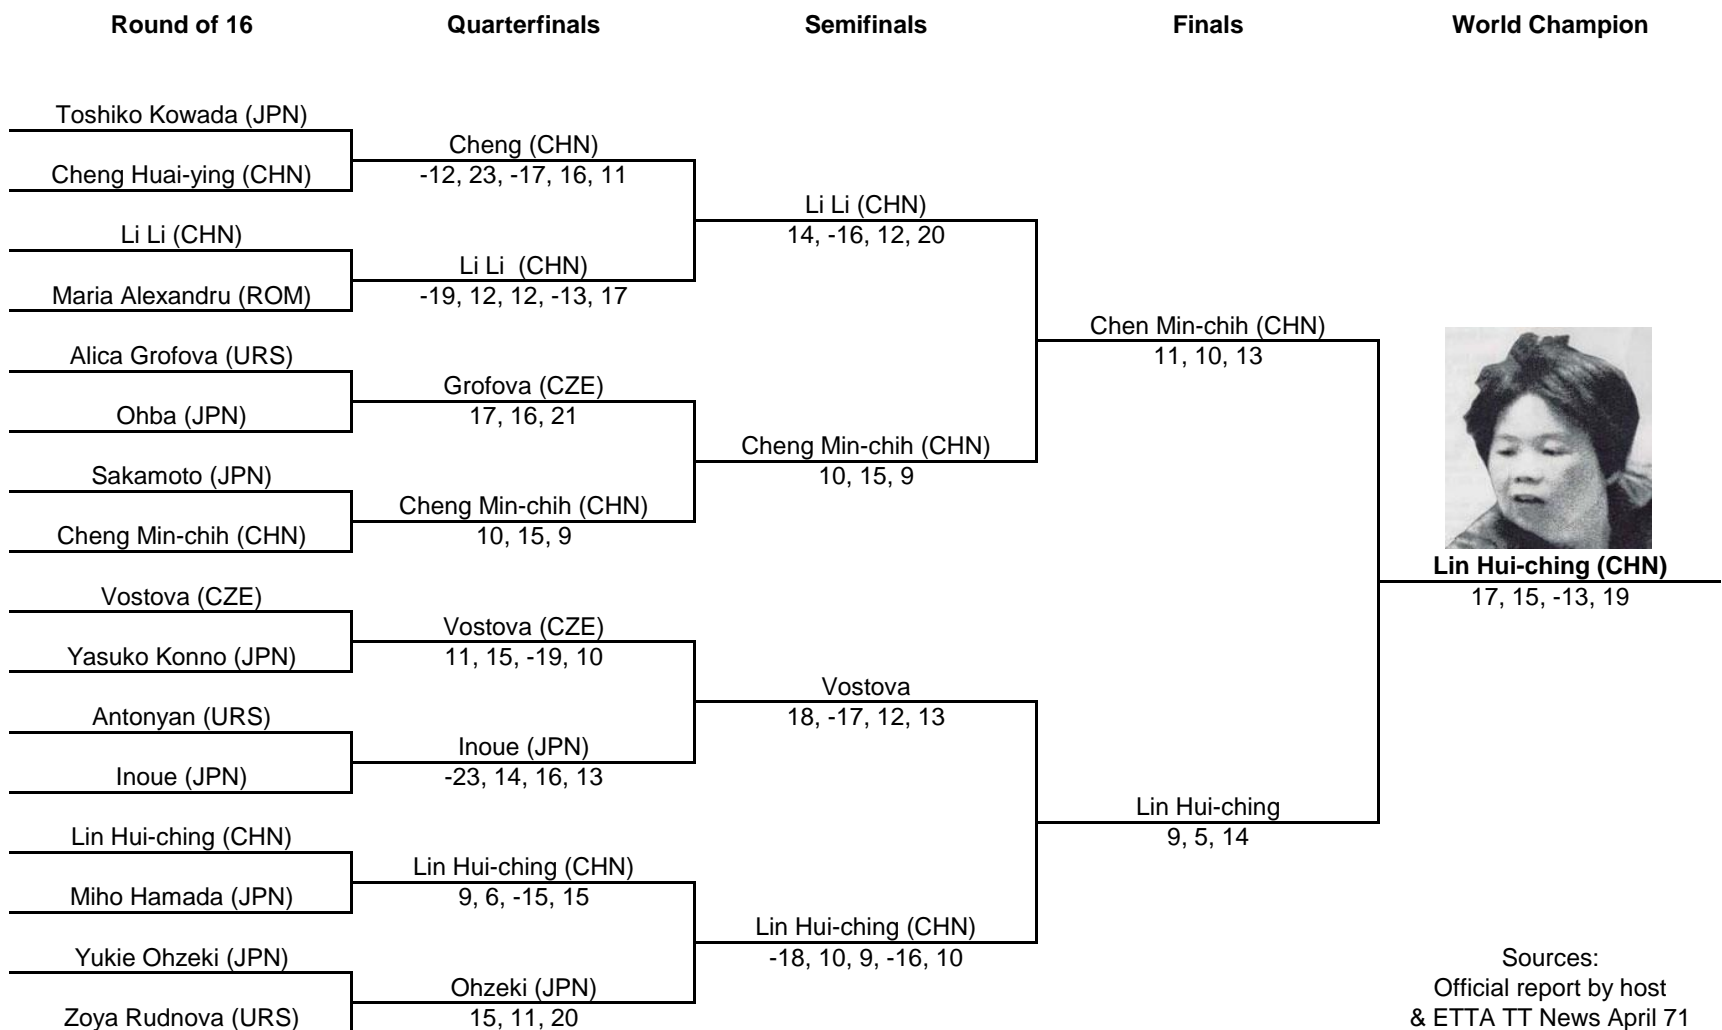 Round of 16
Quarterfinals
Semifinals
Finals
World Champion
Toshiko Kowada (JPN)
Cheng Huai-ying (CHN)
Li Li (CHN)
Maria Alexandru (ROM)
Alica Grofova (URS)
Ohba (JPN)
Sakamoto (JPN)
Cheng Min-chih (CHN)
Vostova (CZE)
Yasuko Konno (JPN)
Antonyan (URS)
Inoue (JPN)
Lin Hui-ching (CHN)
Miho Hamada (JPN)
Yukie Ohzeki (JPN)
Zoya Rudnova (URS)
Cheng (CHN)
-12, 23, -17, 16, 11
Li Li  (CHN)
-19, 12, 12, -13, 17
Grofova (CZE)
17, 16, 21
Cheng Min-chih (CHN)
10, 15, 9
Vostova (CZE)
11, 15, -19, 10
Inoue (JPN)
-23, 14, 16, 13
Lin Hui-ching (CHN)
9, 6, -15, 15
Ohzeki (JPN)
15, 11, 20
Li Li (CHN)
14, -16, 12, 20
Cheng Min-chih (CHN)
10, 15, 9
Vostova
18, -17, 12, 13
Lin Hui-ching (CHN)
-18, 10, 9, -16, 10
Chen Min-chih (CHN)
11, 10, 13
Lin Hui-ching
9, 5, 14
Lin Hui-ching (CHN)
17, 15, -13, 19
Sources:
Official report by host
& ETTA TT News April 71